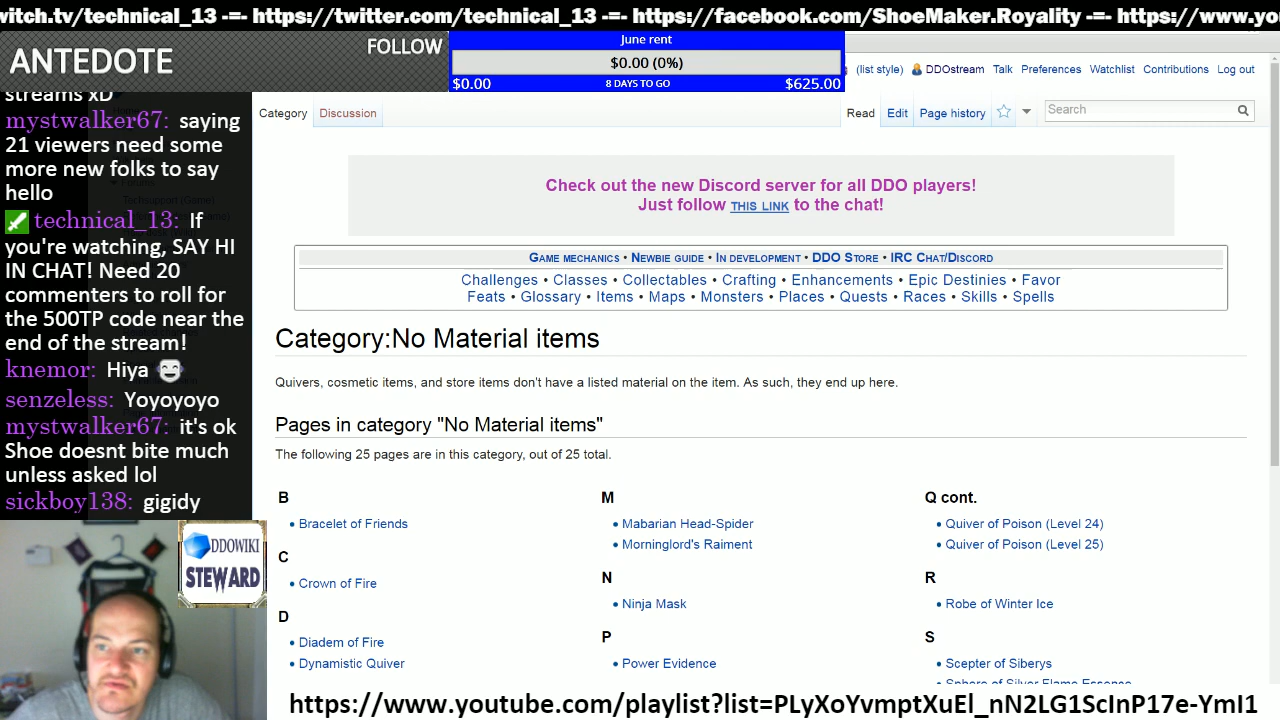 witch.tv/technical_13 -=- https://twitter.com/technical_13 -=- https://facebook.com/ShoeMaker.Royality -=- https://www.yo
ANTEDOTE
FOLLOW
June rent
$0.00 (0%)
$0.00
8 DAYS TO GO
$625.00
(list style)
DDOstream
Talk
Preferences
Watchlist
Contributions
Log out
streams xD
mystwalker67: saying
21 viewers need some
more new folks to say
hello
technical_13: If
you're watching, SAY HI
IN CHAT! Need 20
commenters to roll for
the 500TP code near the
end of the stream!
knemor: Hiya
senzeless: Yoyoyoyo
mystwalker67: it's ok
Shoe doesnt bite much
unless asked lol
sickboy138: gigidy
DDOWIKI
STEWARD
Category
Discussion
Read
Edit
Page history
Search
Check out the new Discord server for all DDO players!
Just follow THIS LINK to the chat!
Game mechanics • Newbie guide • In development • DDO Store • IRC Chat/Discord
Challenges • Classes • Collectables • Crafting • Enhancements • Epic Destinies • Favor
Feats • Glossary • Items • Maps • Monsters • Places • Quests • Races • Skills • Spells
Category:No Material items
Quivers, cosmetic items, and store items don't have a listed material on the item. As such, they end up here.
Pages in category "No Material items"
The following 25 pages are in this category, out of 25 total.
B
• Bracelet of Friends
C
• Crown of Fire
D
• Diadem of Fire
• Dynamistic Quiver
M
• Mabarian Head-Spider
• Morninglord's Raiment
N
• Ninja Mask
P
• Power Evidence
Q cont.
• Quiver of Poison (Level 24)
• Quiver of Poison (Level 25)
R
• Robe of Winter Ice
S
• Scepter of Siberys
• Sphere of Silver Flame Essence
https://www.youtube.com/playlist?list=PLyXoYvmptXuEl_nN2LG1ScInP17e-YmI1